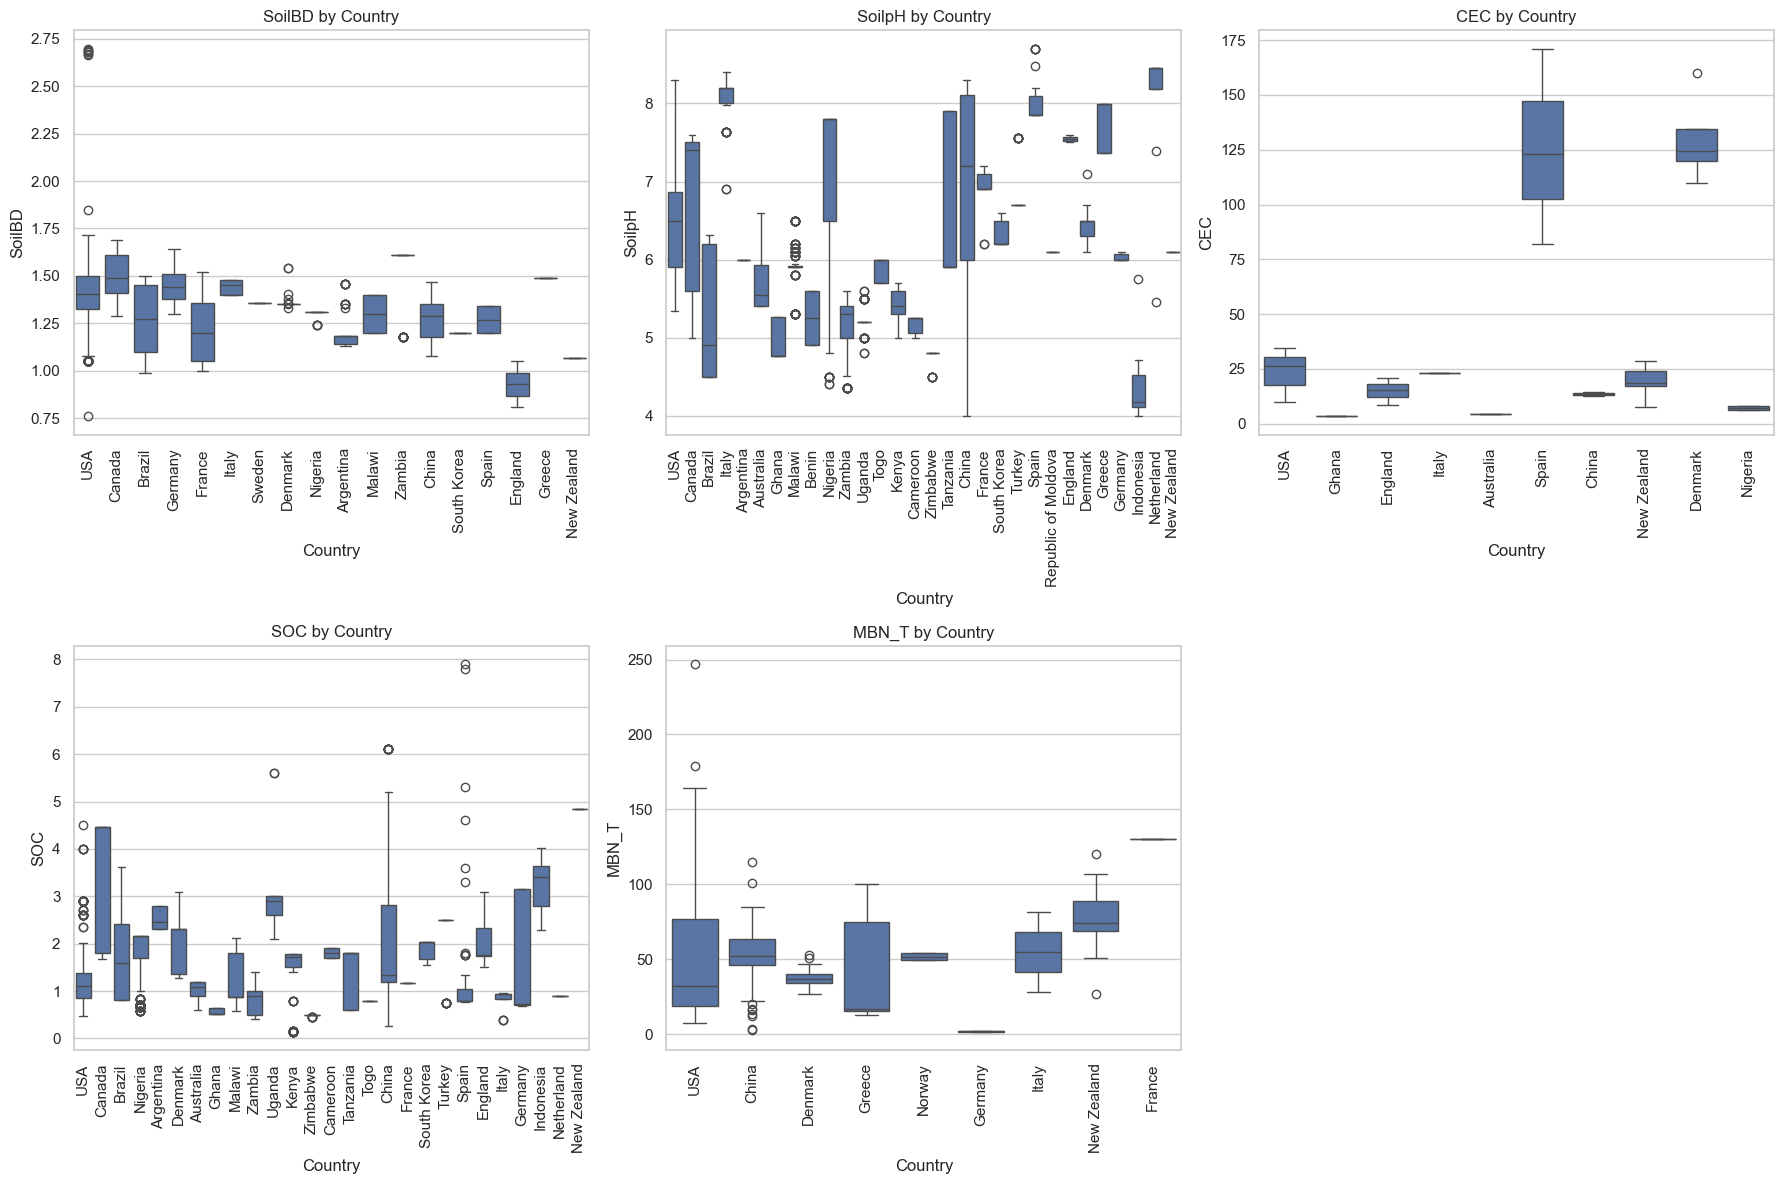 SoilBD by Country
2.75
2.50
2.25
2.00
1.75
1.50
1.25
1.00
0.75
SoilBD
USA
Canada
Brazil
Germany
France
Italy
Sweden
Denmark
Nigeria
Argentina
Malawi
Zambia
China
South Korea
Spain
England
Greece
New Zealand
Country
SoilpH by Country
8
7
6
5
4
SoilpH
USA
Canada
Brazil
Italy
Argentina
Australia
Ghana
Malawi
Benin
Nigeria
Zambia
Uganda
Togo
Kenya
Cameroon
Zimbabwe
Tanzania
China
France
South Korea
Turkey
Spain
Republic of Moldova
England
Denmark
Greece
Germany
Indonesia
Netherland
New Zealand
Country
CEC by Country
175
150
125
100
75
50
25
0
CEC
USA
Ghana
England
Italy
Australia
Spain
China
New Zealand
Denmark
Nigeria
Country
SOC by Country
8
7
6
5
4
3
2
1
0
SOC
USA
Canada
Brazil
Nigeria
Argentina
Denmark
Australia
Ghana
Malawi
Zambia
Uganda
Kenya
Zimbabwe
Cameroon
Tanzania
Togo
China
France
South Korea
Turkey
Spain
England
Italy
Germany
Indonesia
Netherland
New Zealand
Country
MBN_T by Country
250
200
150
100
50
0
MBN_T
USA
China
Denmark
Greece
Norway
Germany
Italy
New Zealand
France
Country